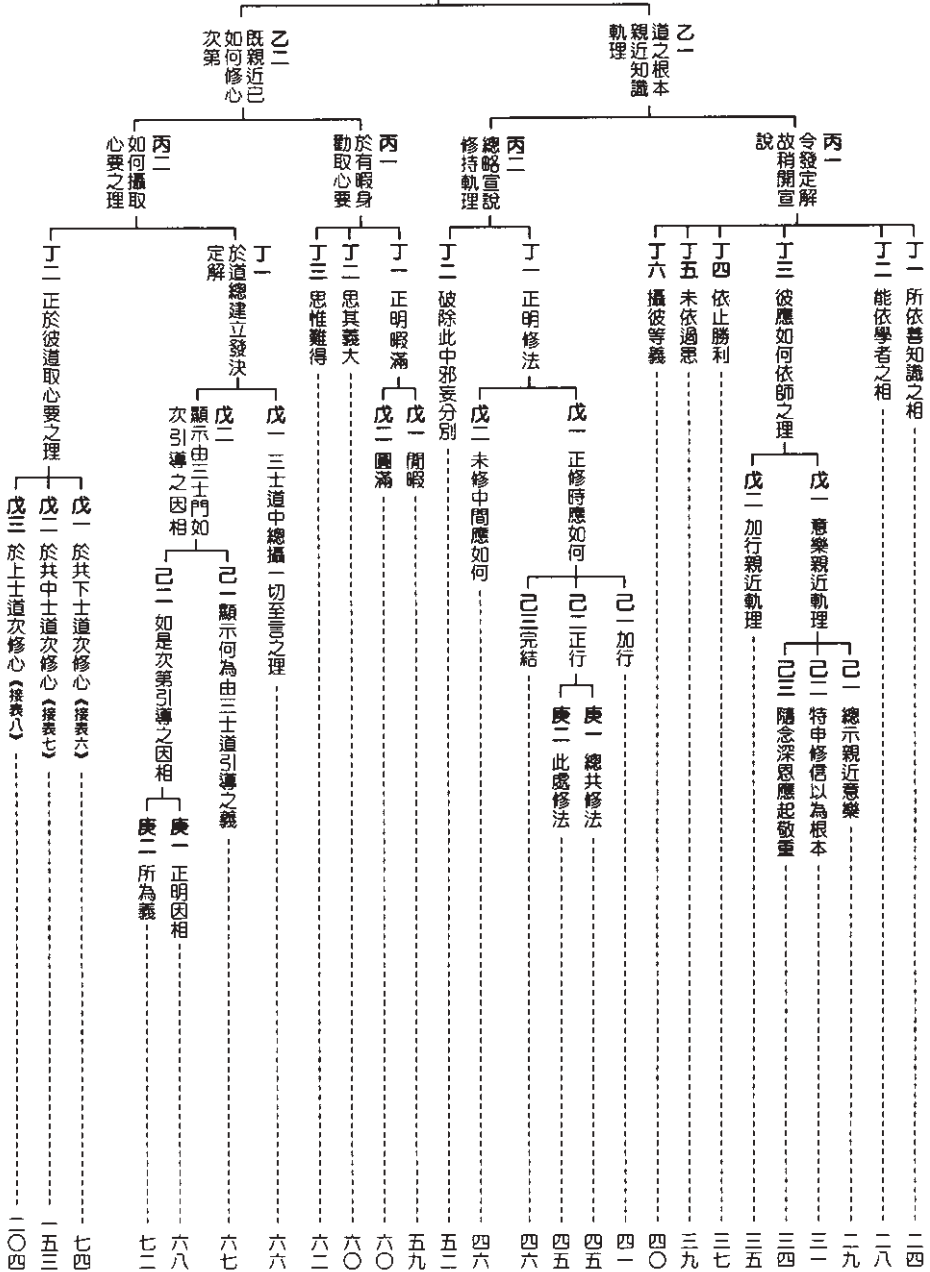 乙一
道之根本
親近知識
軌理
丙一
令發定解
故稍開宣
說
丁一 所依善知識之相 二四
丁二 能依學者之相 二八
丁三 彼應如何依師之理
戊一 意樂親近軌理
己一 總示親近意樂 二九
己二 特申修信以為根本 三一
己三 隨念深恩應起敬重 三四
戊二 加行親近軌理 三五
丁四 依止勝利 三七
丁五 未依過患 三九
丁六 攝彼等義 四〇
丙二
總略宣說
修持軌理
丁一 正明修法
戊一 正修時應如何
己一加行 四一
己二正行
庚一 總共修法 四五
庚二 此處修法 四五
己三完結 四六
戊二 未修中間應如何 四六
丁二 破除此中邪妄分別 五二
乙二
既親近已
如何修心
次第
丙一
於有暇身
勸取心要
丁一 正明暇滿
戊一 閒暇 五九
戊二 圓滿 六〇
丁二 思其義大 六〇
丁三 思惟難得 六二
丙二
如何攝取
心要之理
丁一
於道總建立發決
定解
戊一 三士道中總攝一切至言之理 六六
戊二
顯示由三士門如
次引導之因相
己一顯示何為由三士道引導之義 六七
己二 如是次第引導之因相
庚一 正明因相 六八
庚二 所為義 七二
丁二 正於彼道取心要之理
戊一 於共下士道次修心《接表六》 七四
戊二 於共中士道次修心《接表七》 一五三
戊三 於上士道次修心《接表八》 二〇四